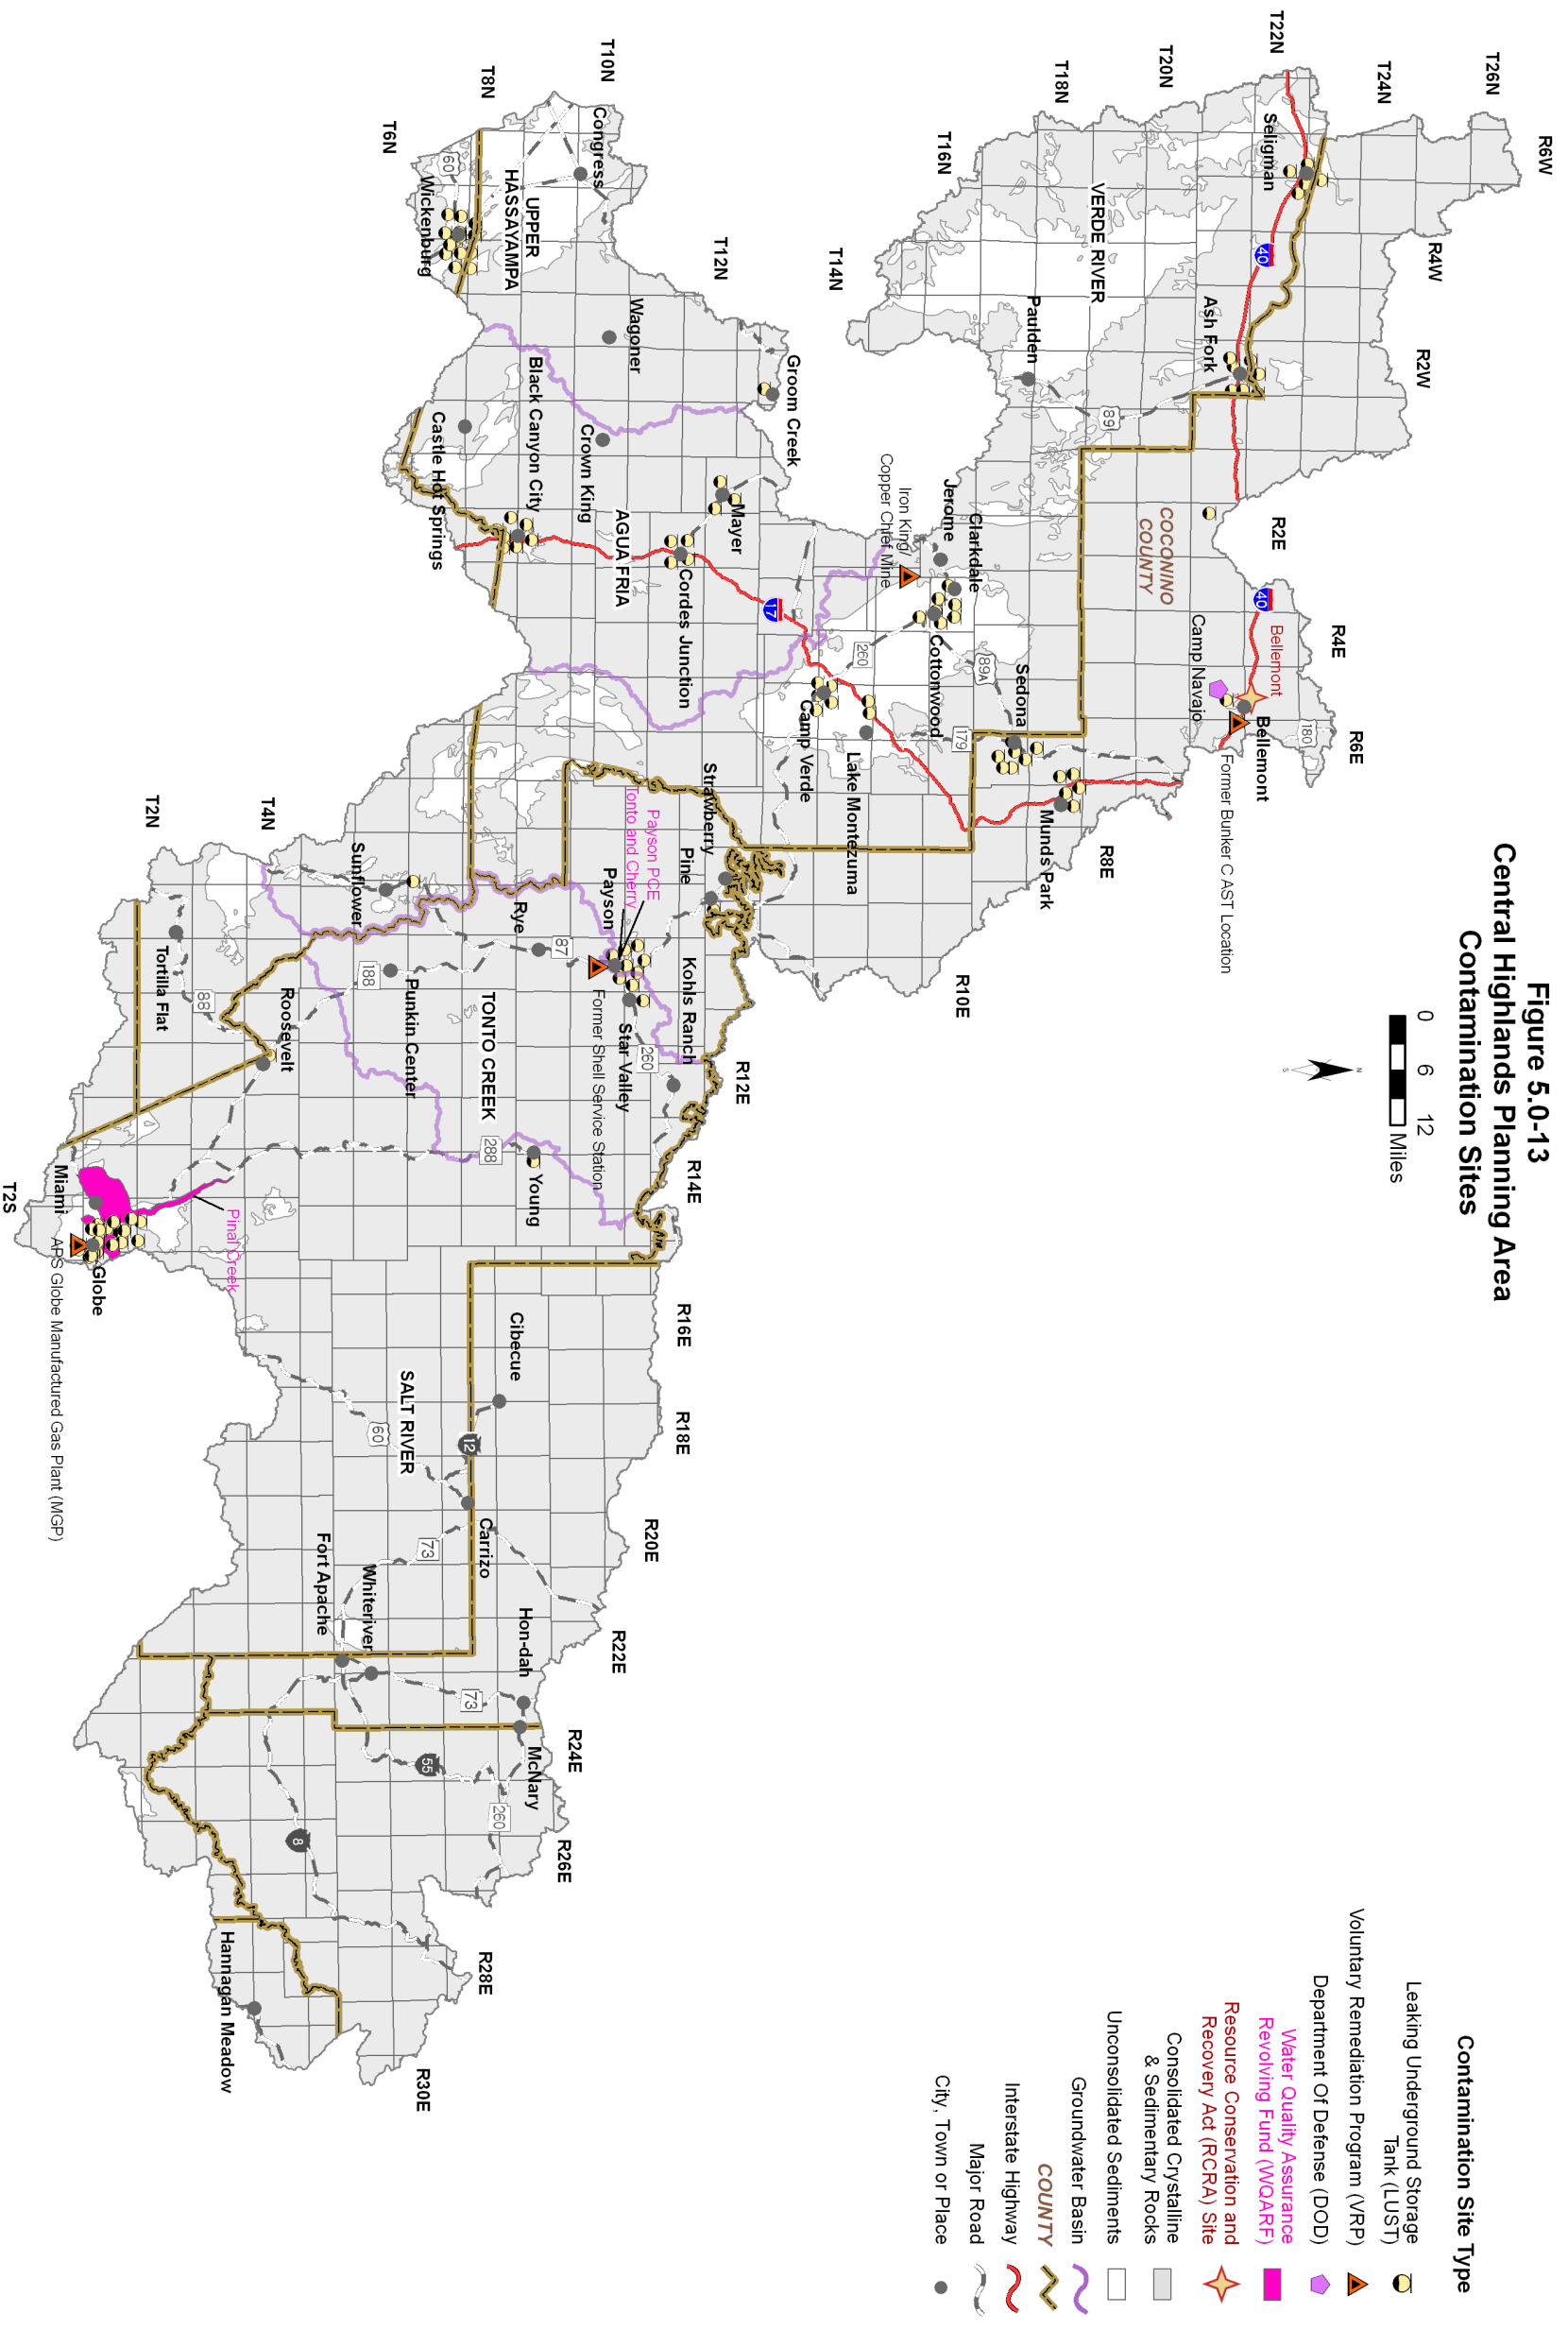 Figure 5.0-13
Central Highlands Planning Area
Contamination Sites
0 6 12
Miles
N
S
Contamination Site Type
Leaking Underground Storage
Tank (LUST)
Voluntary Remediation Program (VRP)
Department Of Defense (DOD)
Water Quality Assurance
Revolving Fund (WQARF)
Resource Conservation and
Recovery Act (RCRA) Site
Consolidated Crystalline
& Sedimentary Rocks
Unconsolidated Sediments
Groundwater Basin
COUNTY
Interstate Highway
Major Road
City, Town or Place
R6W
R4W
R2W
R2E
R4E
R6E
R8E
R10E
R12E
R14E
R16E
R18E
R20E
R22E
R24E
R26E
R28E
R30E
T26N
T24N
T22N
T20N
T18N
T16N
T14N
T12N
T10N
T8N
T6N
T4N
T2N
T2S
Seligman
40
Ash Fork
VERDE RIVER
Paulden
89
COCONINO
COUNTY
40
Bellemont
Camp Navajo
Bellemont
180
Former Bunker C AST Location
Munds Park
Sedona
89A
179
Jerome
Clarkdale
Iron King/
Copper Chief Mine
Cottonwood
260
Lake Montezuma
Camp Verde
17
Congress
UPPER
HASSAYAMPA
60
Wickenburg
Wagoner
Groom Creek
Crown King
Black Canyon City
Castle Hot Springs
AGUA FRIA
Mayer
Cordes Junction
Strawberry
Pine
Payson PCE
Tonto and Cherry
Payson
Rye
87
Kohls Ranch
Star Valley
260
Former Shell Service Station
Sunflower
188
Punkin Center
TONTO CREEK
288
Young
Tortilla Flat
88
Roosevelt
Miami
Globe
Pinal Creek
APS Globe Manufactured Gas Plant (MGP)
Cibecue
12
SALT RIVER
60
Carrizo
73
Fort Apache
Whiteriver
Hon-dah
73
McNary
55
260
8
Hannagan Meadow